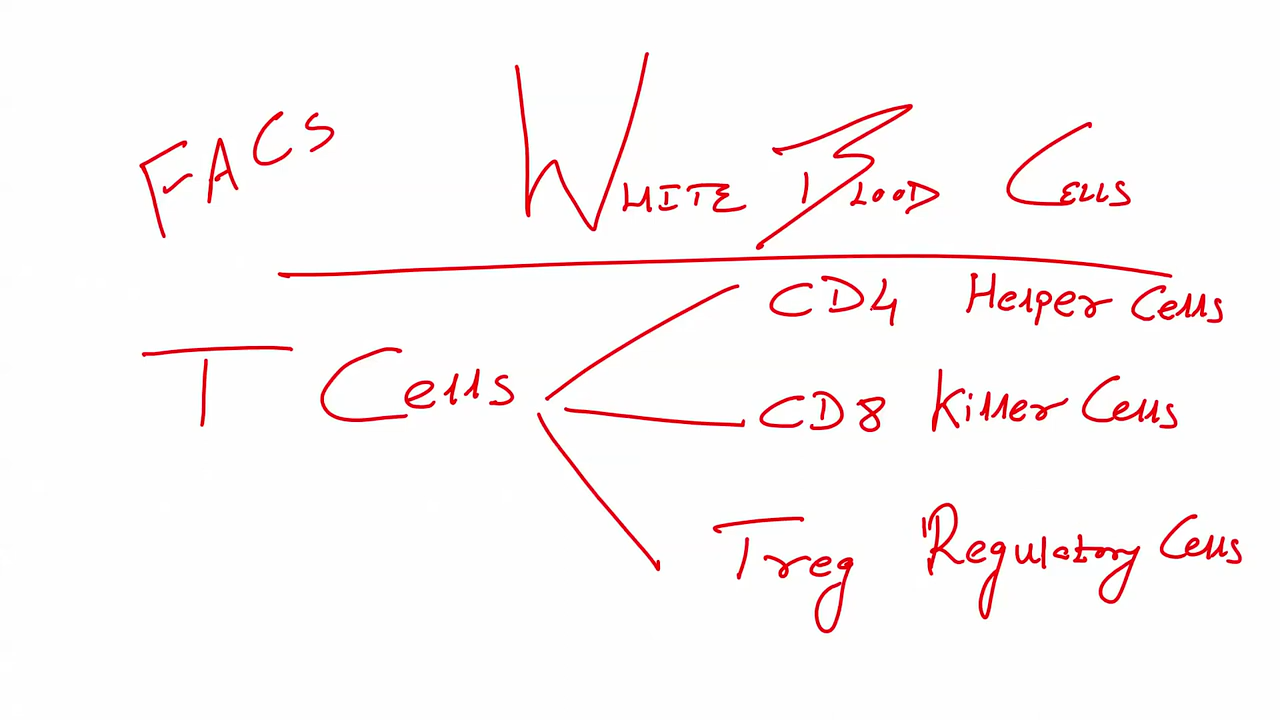 FACS
WHITE BLOOD CELLS
CD4 Helper Cells
T Cells
CD8 Killer Cells
Treg Regulatory Cells